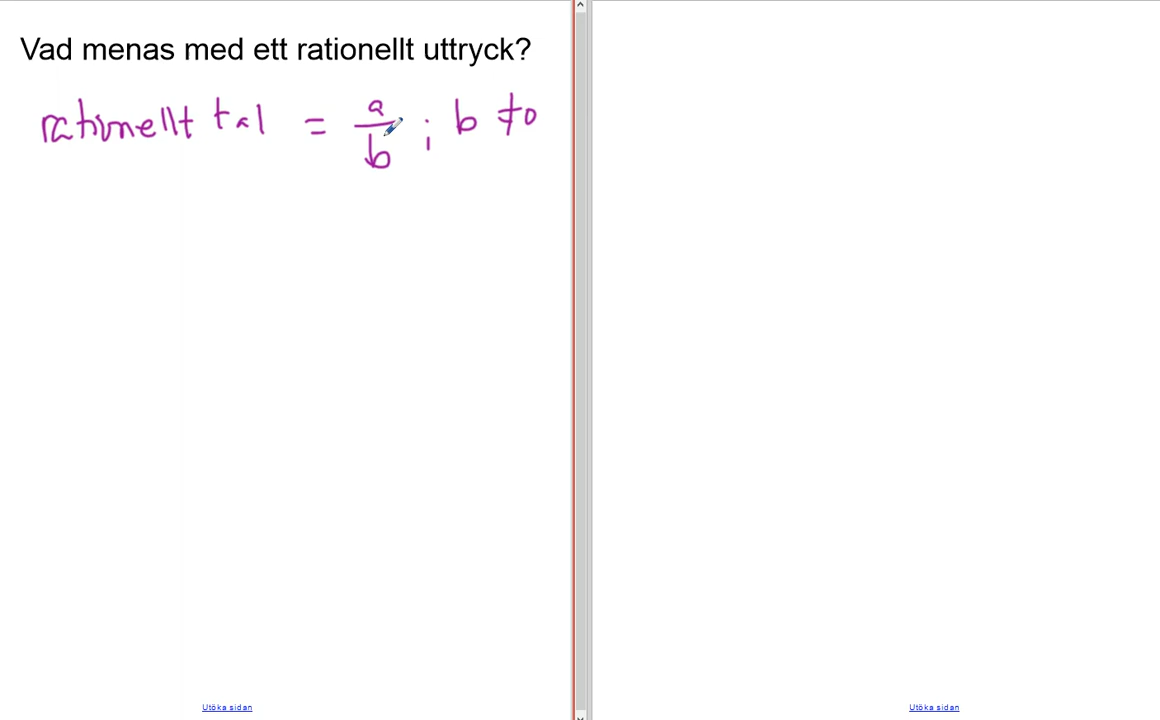 Vad menas med ett rationellt uttryck?
rationellt tal = a/b ; b ≠ 0
Utöka sidan
Utöka sidan